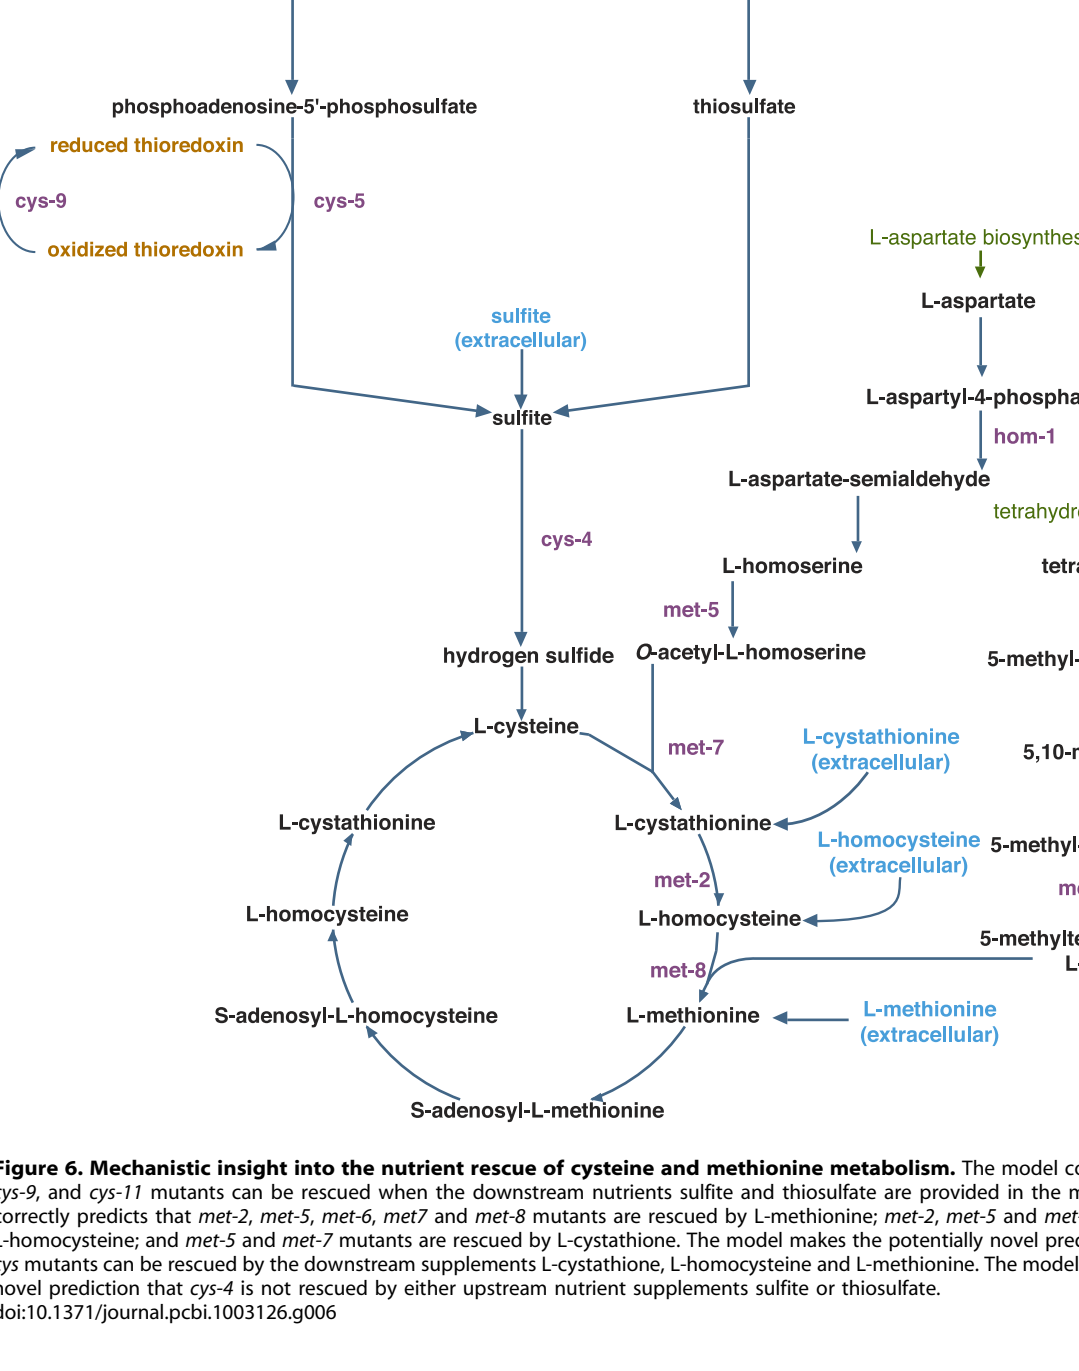 phosphoadenosine-5'-phosphosulfate
thiosulfate
reduced thioredoxin
cys-9
cys-5
oxidized thioredoxin
L-aspartate biosynthes
L-aspartate
sulfite
(extracellular)
L-aspartyl-4-phospha
sulfite
hom-1
L-aspartate-semialdehyde
tetrahydro
cys-4
L-homoserine
tetra
met-5
hydrogen sulfide
O-acetyl-L-homoserine
5-methyl-
L-cysteine
met-7
L-cystathionine
(extracellular)
5,10-m
L-cystathionine
L-cystathionine
L-homocysteine
(extracellular)
5-methyl-
met-2
me
L-homocysteine
L-homocysteine
5-methylte
L-
met-8
S-adenosyl-L-homocysteine
L-methionine
L-methionine
(extracellular)
S-adenosyl-L-methionine
Figure 6. Mechanistic insight into the nutrient rescue of cysteine and methionine metabolism. The model co
cys-9, and cys-11 mutants can be rescued when the downstream nutrients sulfite and thiosulfate are provided in the m
correctly predicts that met-2, met-5, met-6, met7 and met-8 mutants are rescued by L-methionine; met-2, met-5 and met-
L-homocysteine; and met-5 and met-7 mutants are rescued by L-cystathione. The model makes the potentially novel pred
cys mutants can be rescued by the downstream supplements L-cystathione, L-homocysteine and L-methionine. The model
novel prediction that cys-4 is not rescued by either upstream nutrient supplements sulfite or thiosulfate.
doi:10.1371/journal.pcbi.1003126.g006